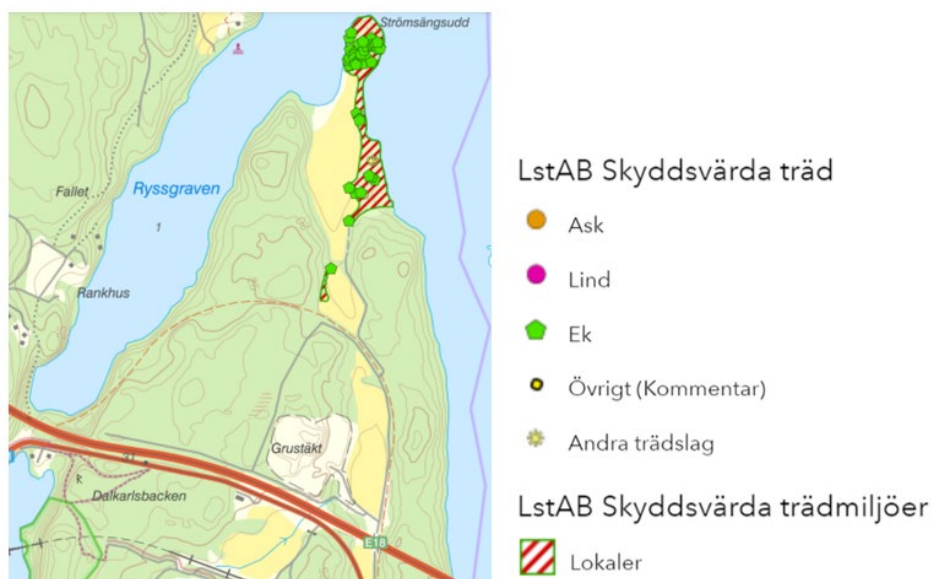 Strömsängsudd
Fallet
Ryssgraven
1
Rankhus
Grustäkt
31
R
Dalkarlsbacken
E18
LstAB Skyddsvärda träd
Ask
Lind
Ek
Övrigt (Kommentar)
Andra trädslag
LstAB Skyddsvärda trädmiljöer
Lokaler